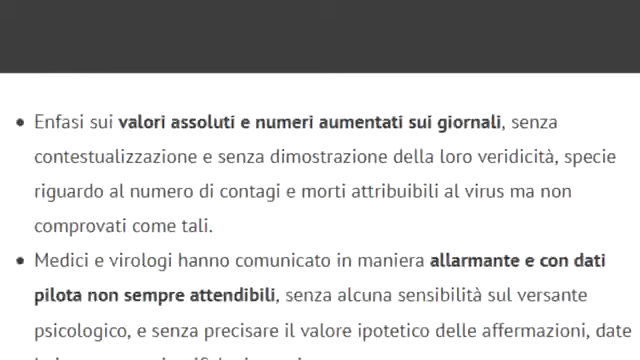 • Enfasi sui valori assoluti e numeri aumentati sui giornali, senza
contestualizzazione e senza dimostrazione della loro veridicità, specie
riguardo al numero di contagi e morti attribuibili al virus ma non
comprovati come tali.
• Medici e virologi hanno comunicato in maniera allarmante e con dati
pilota non sempre attendibili, senza alcuna sensibilità sul versante
psicologico, e senza precisare il valore ipotetico delle affermazioni, date